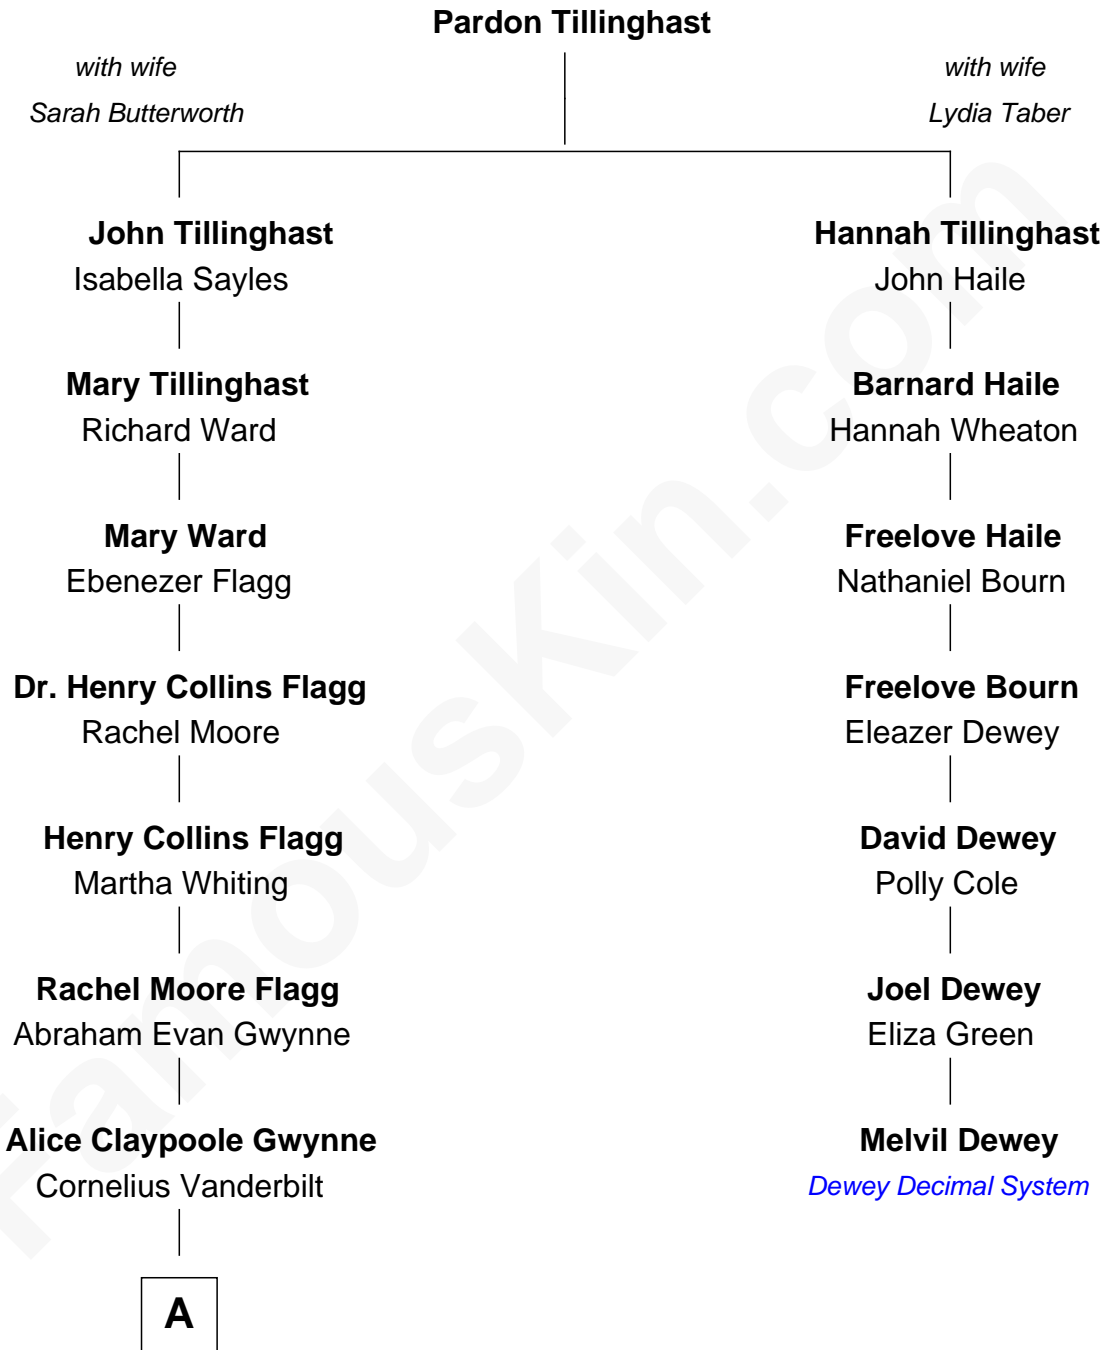 Pardon Tillinghast
with wife
Sarah Butterworth
with wife
Lydia Taber
John Tillinghast
Isabella Sayles
Hannah Tillinghast
John Haile
Mary Tillinghast
Richard Ward
Barnard Haile
Hannah Wheaton
Mary Ward
Ebenezer Flagg
Freelove Haile
Nathaniel Bourn
Dr. Henry Collins Flagg
Rachel Moore
Freelove Bourn
Eleazer Dewey
Henry Collins Flagg
Martha Whiting
David Dewey
Polly Cole
Rachel Moore Flagg
Abraham Evan Gwynne
Joel Dewey
Eliza Green
Alice Claypoole Gwynne
Cornelius Vanderbilt
Melvil Dewey
Dewey Decimal System
A
FamousKin.com